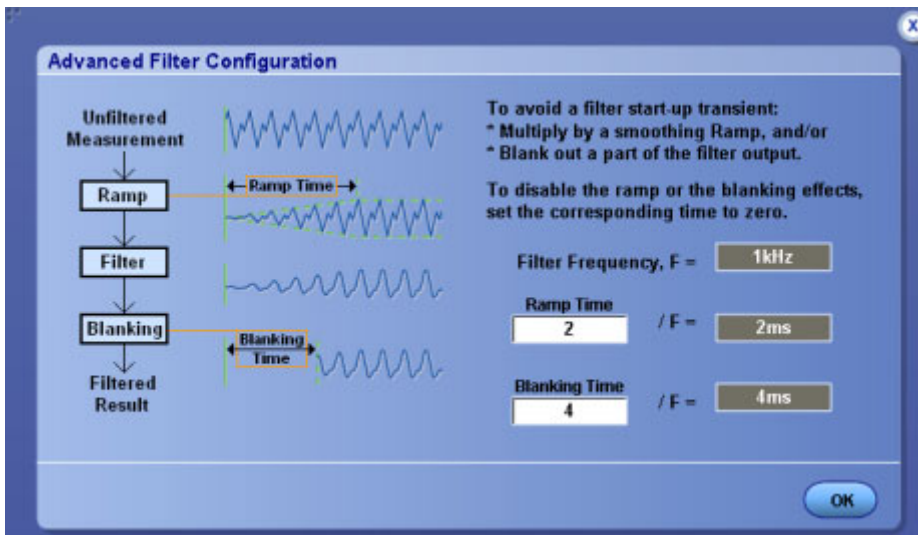 Advanced Filter Configuration
Unfiltered
Measurement
Ramp
Filter
Blanking
Filtered
Result
Ramp Time
Blanking
Time
To avoid a filter start-up transient:
* Multiply by a smoothing Ramp, and/or
* Blank out a part of the filter output.
To disable the ramp or the blanking effects,
set the corresponding time to zero.
Filter Frequency, F = 1kHz
Ramp Time
2 / F = 2ms
Blanking Time
4 / F = 4ms
OK
X